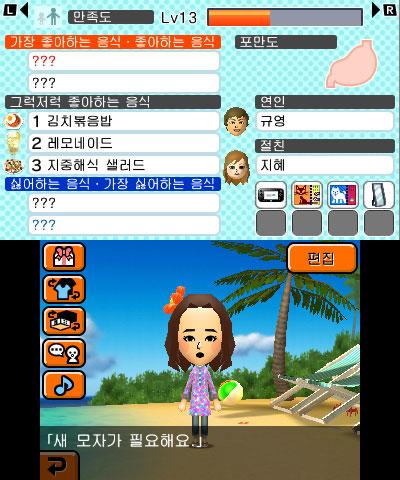 L 만족도 Lv13 R
가장 좋아하는 음식·좋아하는 음식
???
???
그럭저럭 좋아하는 음식
1 김치볶음밥
2 레모네이드
3 지중해식 샐러드
싫어하는 음식·가장 싫어하는 음식
???
???
포만도
연인
규영
절친
지혜
편집
「새 모자가 필요해요.」